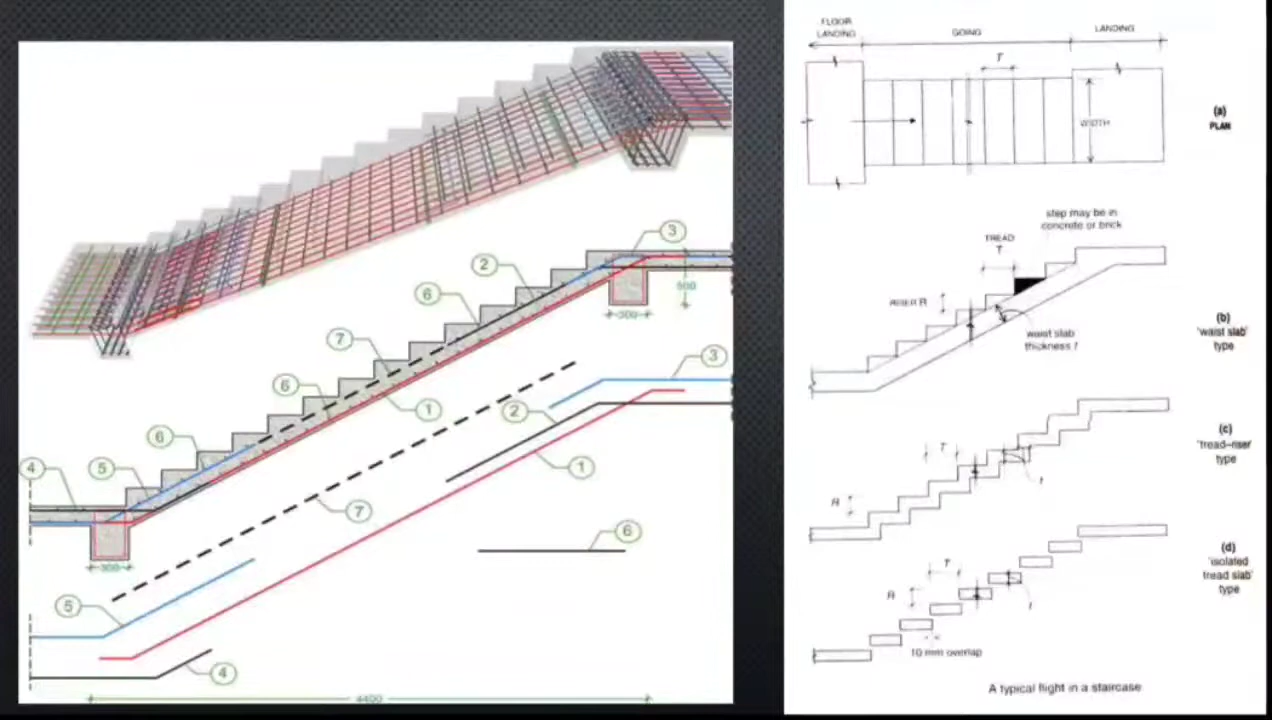 3
2
6
500
300
7
6
1
3
6
2
4
5
1
7
6
300
5
4
4400
FLOOR
LANDING
GOING
LANDING
T
WIDTH
(a)
PLAN
step may be in
concrete or brick
TREAD
T
RISER R
waist slab
thickness t
(b)
'waist slab'
type
T
R
t
(c)
'tread–riser'
type
T
R
t
10 mm overlap
(d)
'isolated
tread slab'
type
A typical flight in a staircase